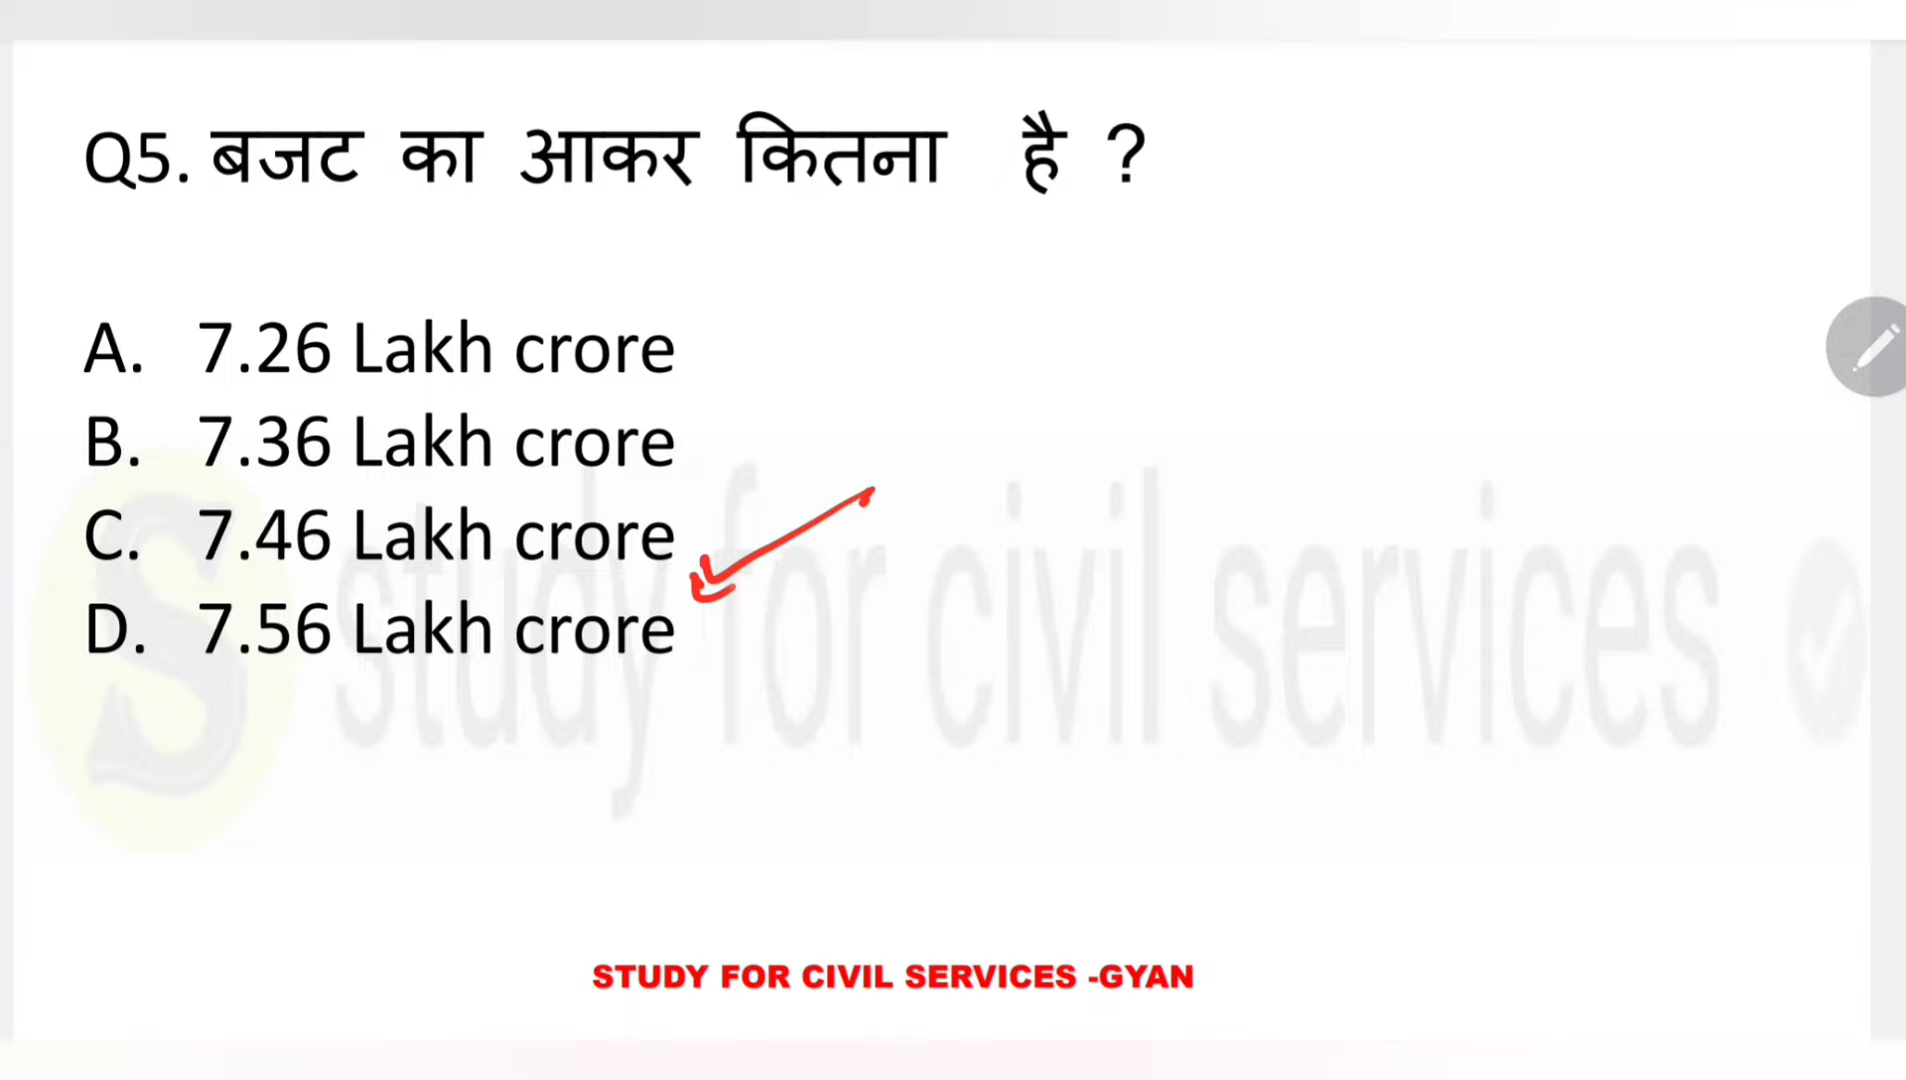 Q5. बजट का आकर कितना है ?
A. 7.26 Lakh crore
B. 7.36 Lakh crore
C. 7.46 Lakh crore
D. 7.56 Lakh crore
S study for civil services
STUDY FOR CIVIL SERVICES -GYAN